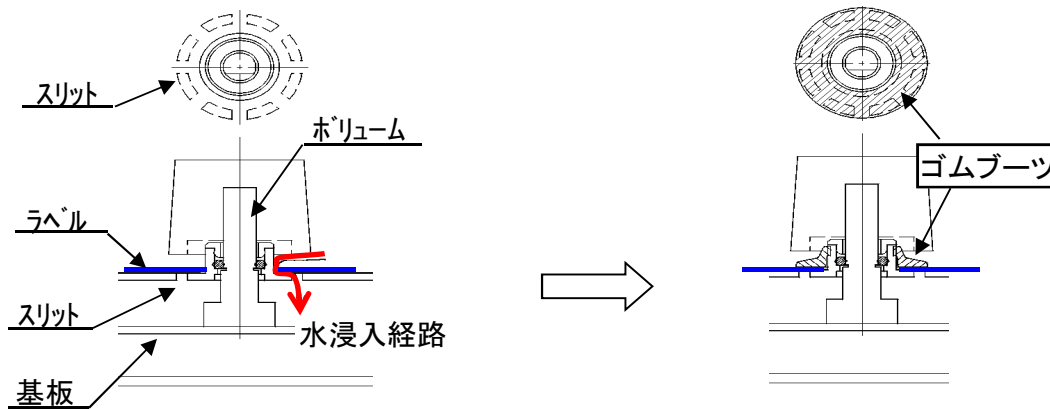 スリット
ボリューム
ゴムブーツ
ラベル
スリット
水浸入経路
基板